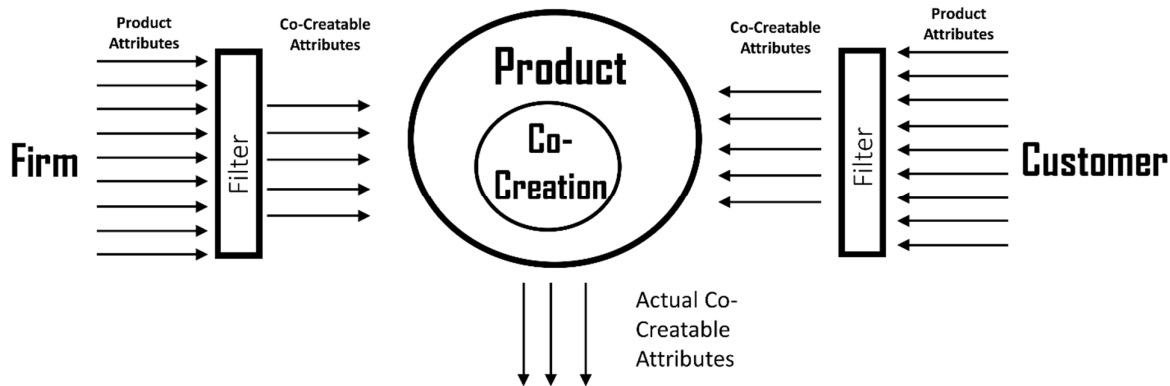 Product
Attributes
Co-Creatable
Attributes
Firm
Filter
Product
Co-
Creation
Co-Creatable
Attributes
Product
Attributes
Filter
Customer
Actual Co-
Creatable
Attributes